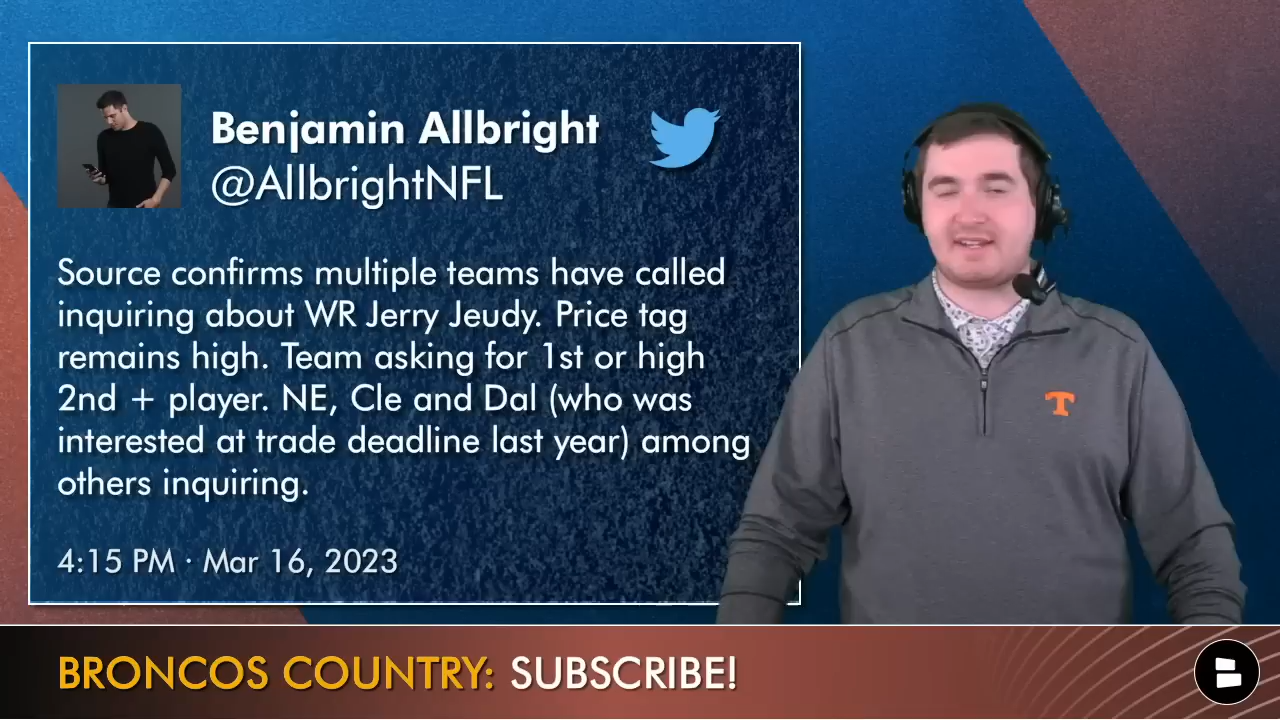 Benjamin Allbright
@AllbrightNFL
Source confirms multiple teams have called
inquiring about WR Jerry Jeudy. Price tag
remains high. Team asking for 1st or high
2nd + player. NE, Cle and Dal (who was
interested at trade deadline last year) among
others inquiring.
4:15 PM · Mar 16, 2023
T
BRONCOS COUNTRY: SUBSCRIBE!